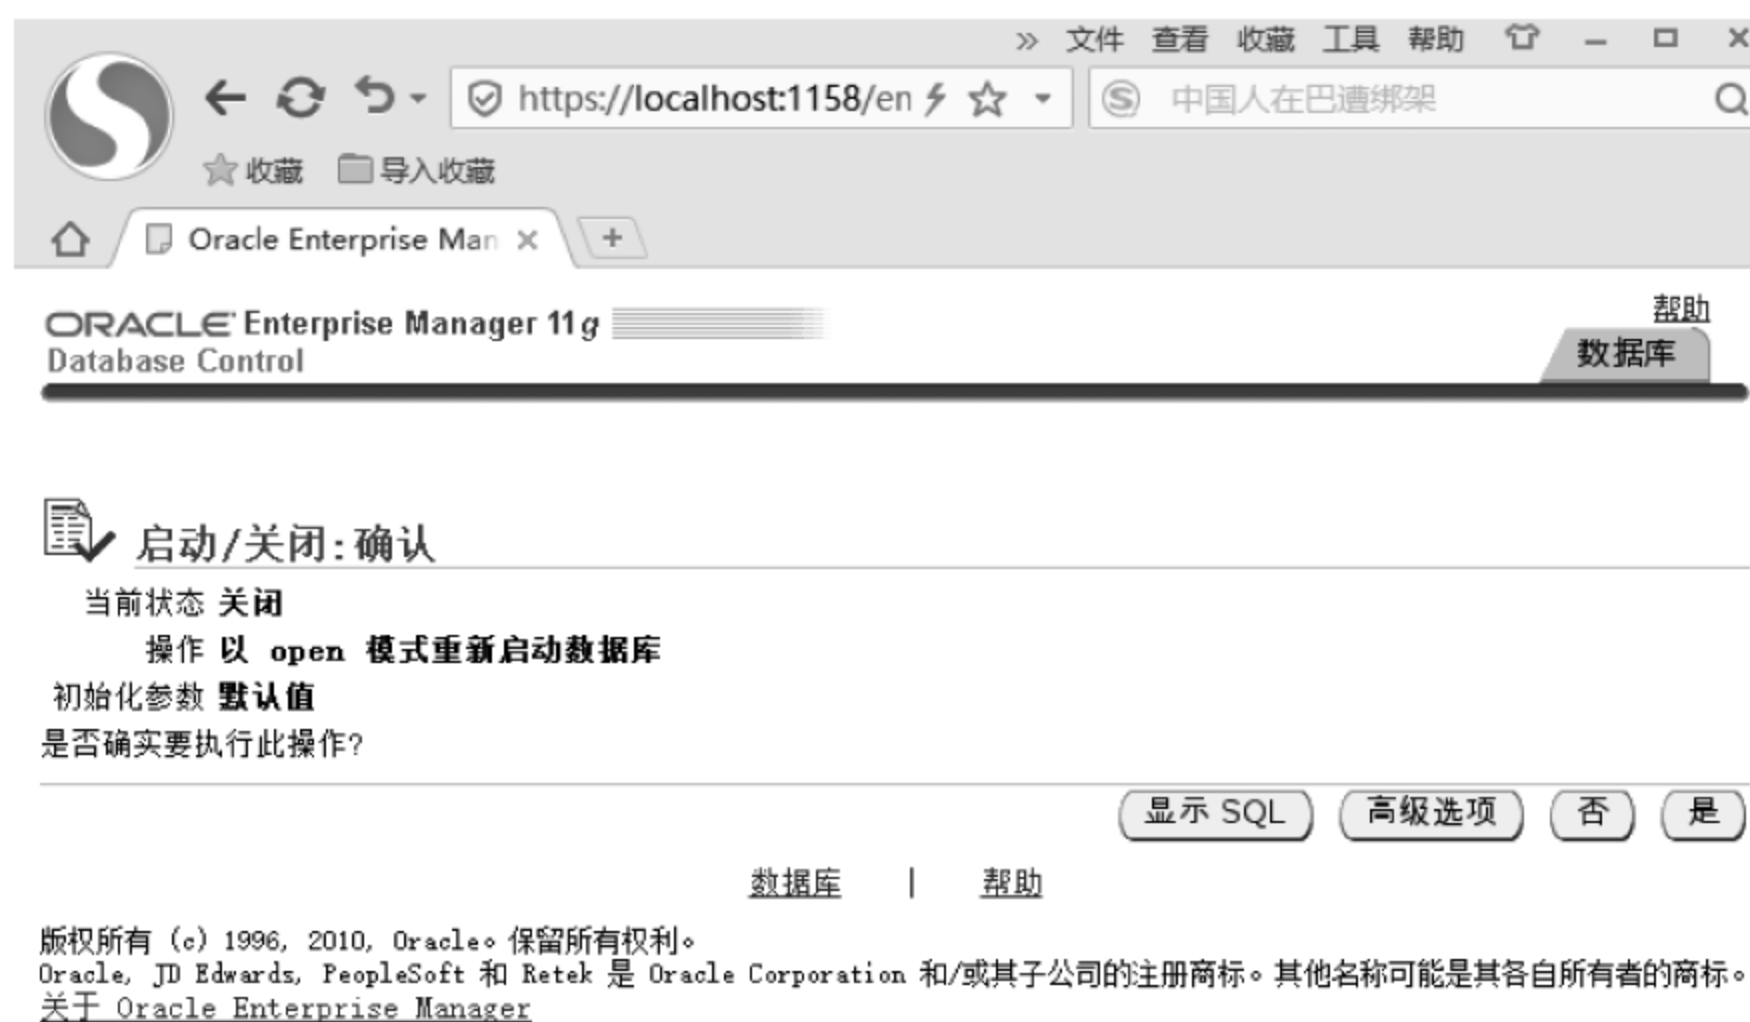 » 文件 查看 收藏 工具 帮助
https://localhost:1158/en 中国人在巴遭绑架
收藏 导入收藏
Oracle Enterprise Man
ORACLE Enterprise Manager 11g
Database Control
帮助
数据库
启动/关闭:确认
当前状态 关闭
操作 以 open 模式重新启动数据库
初始化参数 默认值
是否确实要执行此操作?
显示 SQL 高级选项 否 是
数据库 | 帮助
版权所有 (c) 1996, 2010, Oracle。保留所有权利。
Oracle, JD Edwards, PeopleSoft 和 Retek 是 Oracle Corporation 和/或其子公司的注册商标。其他名称可能是其各自所有者的商标。
关于 Oracle Enterprise Manager